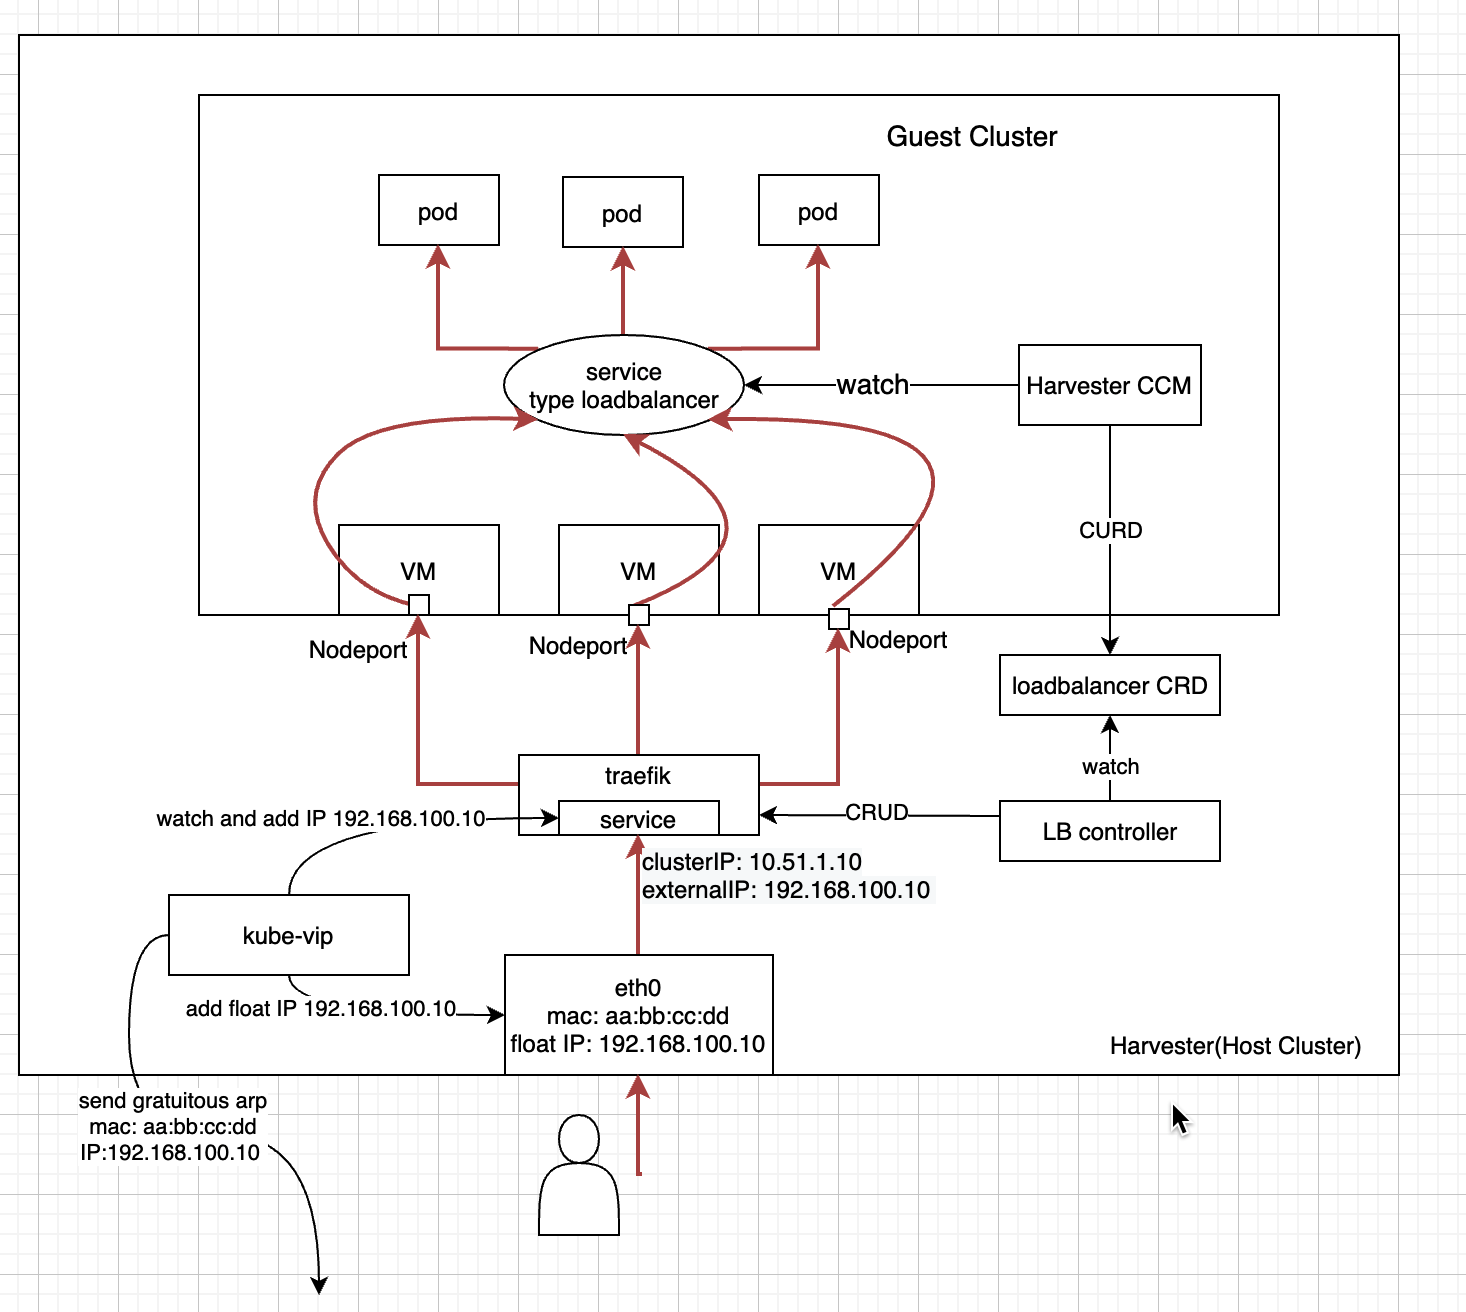 Guest Cluster
pod
pod
pod
service
type loadbalancer
watch
Harvester CCM
CURD
VM
VM
VM
Nodeport
Nodeport
Nodeport
loadbalancer CRD
watch
traefik
service
watch and add IP 192.168.100.10
CRUD
LB controller
clusterIP: 10.51.1.10
externalIP: 192.168.100.10
kube-vip
add float IP 192.168.100.10
eth0
mac: aa:bb:cc:dd
float IP: 192.168.100.10
Harvester(Host Cluster)
send gratuitous arp
mac: aa:bb:cc:dd
IP:192.168.100.10